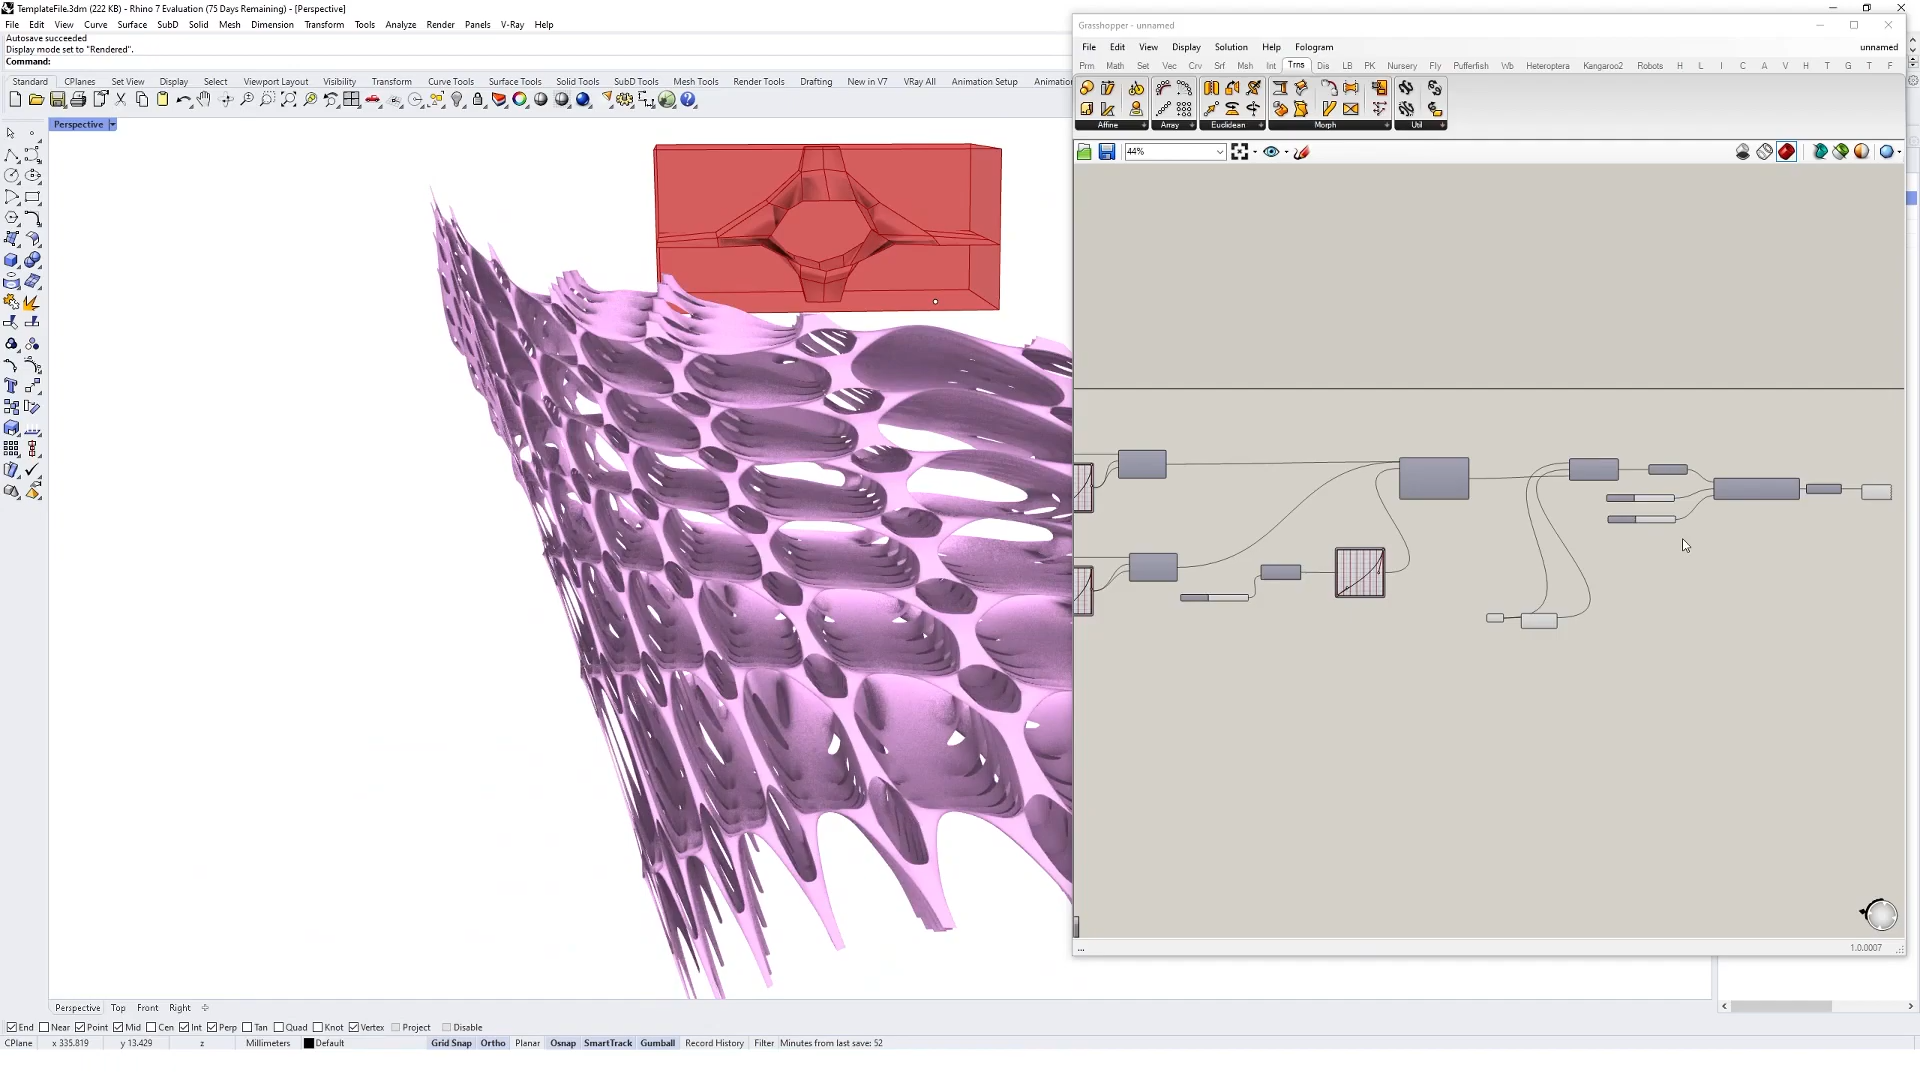 TemplateFile.3dm (222 KB) - Rhino 7 Evaluation (75 Days Remaining) - [Perspective]
File Edit View Curve Surface SubD Solid Mesh Dimension Transform Tools Analyze Render Panels V-Ray Help
Autosave succeeded
Display mode set to "Rendered".
Command:
Standard CPlanes Set View Display Select Viewport Layout Visibility Transform Curve Tools Surface Tools Solid Tools SubD Tools Mesh Tools Render Tools Drafting New in V7 VRay All Animation Setup Animation
Perspective
Grasshopper - unnamed
File Edit View Display Solution Help Fologram unnamed
Prm Math Set Vec Crv Srf Msh Int Trns Dis LB PK Nursery Fly Pufferfish Wb Heteroptera Kangaroo2 Robots H L I C A V H T G T F
Affine Array Euclidean Morph Util
44%
... 1.0.0007
Perspective Top Front Right
End Near Point Mid Cen Int Perp Tan Quad Knot Vertex Project Disable
CPlane x 335.819 y 13.429 z Millimeters Default Grid Snap Ortho Planar Osnap SmartTrack Gumball Record History Filter Minutes from last save: 52